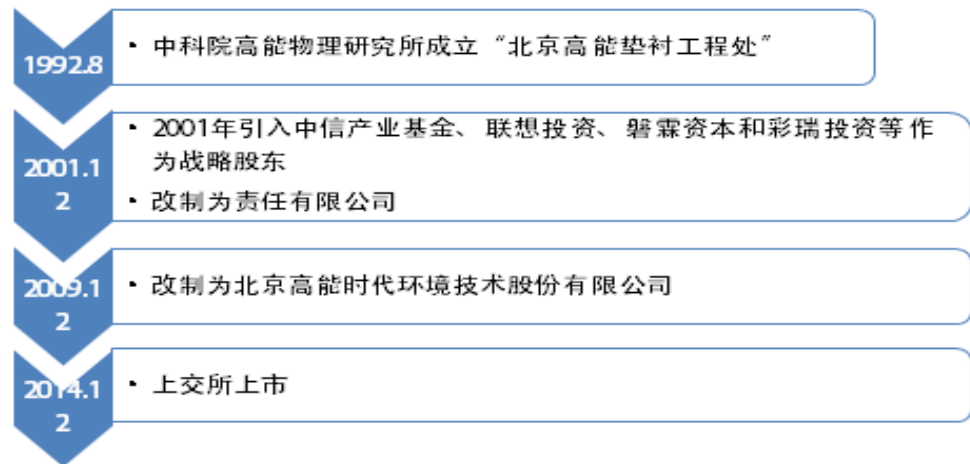 1992.8
• 中科院高能物理研究所成立“北京高能垫衬工程处”
2001.1
2
• 2001年引入中信产业基金、联想投资、磐霖资本和彩瑞投资等作
为战略股东
• 改制为责任有限公司
2009.1
2
• 改制为北京高能时代环境技术股份有限公司
2014.1
2
• 上交所上市